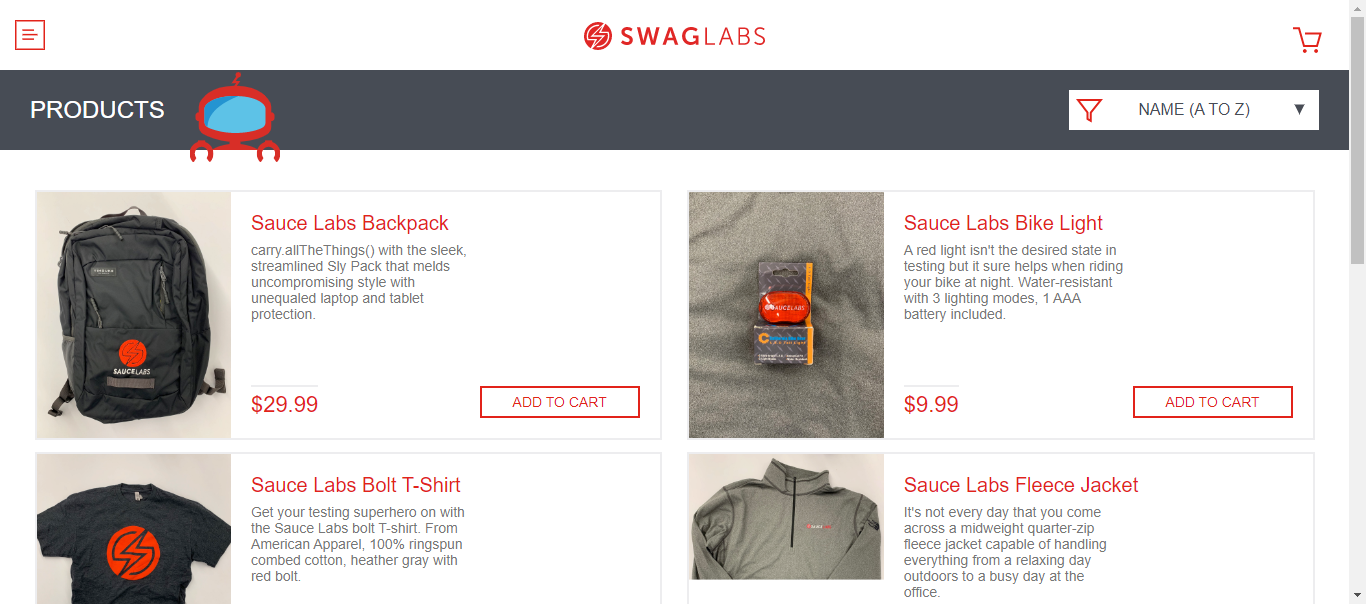 SWAGLABS
PRODUCTS
NAME (A TO Z)
Sauce Labs Backpack
carry.allTheThings() with the sleek,
streamlined Sly Pack that melds
uncompromising style with
unequaled laptop and tablet
protection.
$29.99
ADD TO CART
SAUCELABS
Sauce Labs Bike Light
A red light isn't the desired state in
testing but it sure helps when riding
your bike at night. Water-resistant
with 3 lighting modes, 1 AAA
battery included.
$9.99
ADD TO CART
SAUCELABS
Sauce Labs Bolt T-Shirt
Get your testing superhero on with
the Sauce Labs bolt T-shirt. From
American Apparel, 100% ringspun
combed cotton, heather gray with
red bolt.
Sauce Labs Fleece Jacket
It's not every day that you come
across a midweight quarter-zip
fleece jacket capable of handling
everything from a relaxing day
outdoors to a busy day at the
office.